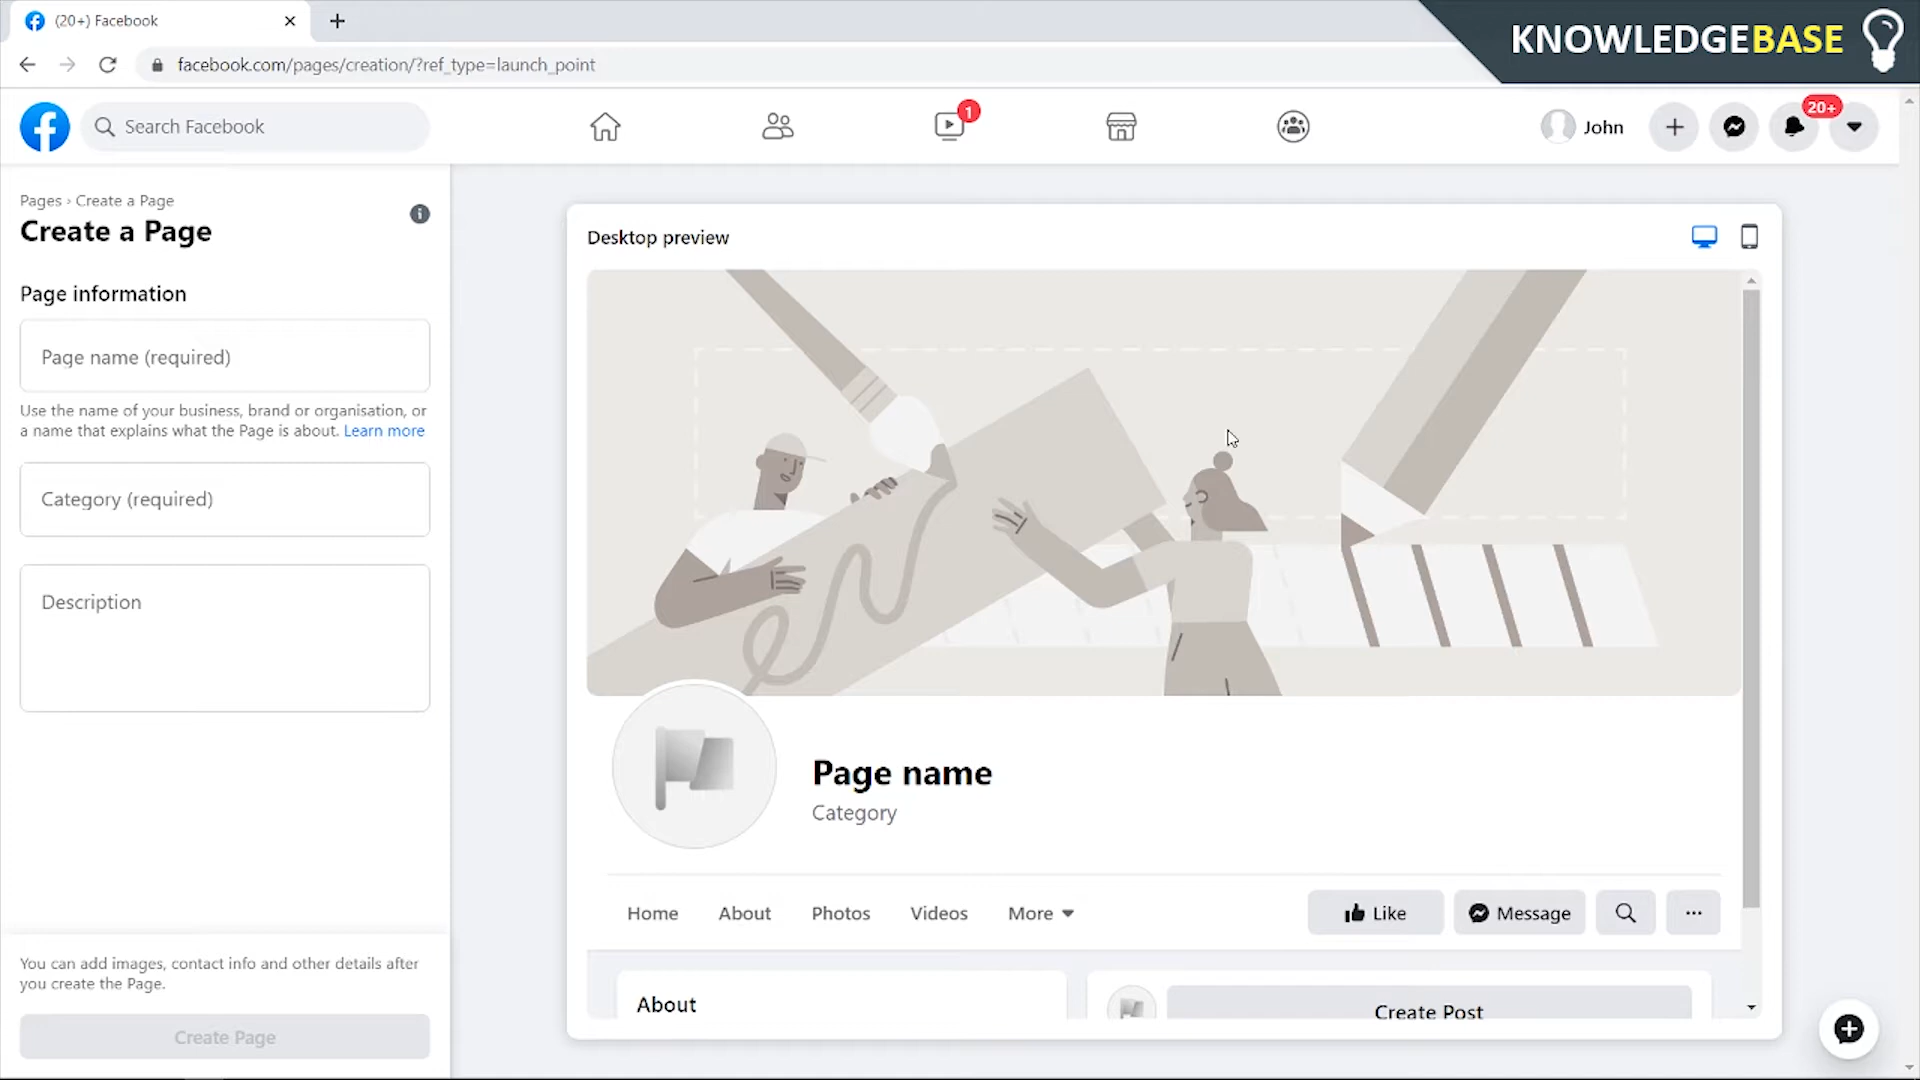 (20+) Facebook
KNOWLEDGEBASE
facebook.com/pages/creation/?ref_type=launch_point
Search Facebook
1
John
20+
Pages › Create a Page
Create a Page
Page information
Page name (required)
Use the name of your business, brand or organisation, or
a name that explains what the Page is about. Learn more
Category (required)
Description
You can add images, contact info and other details after
you create the Page.
Create Page
Desktop preview
Page name
Category
Home
About
Photos
Videos
More
Like
Message
About
Create Post